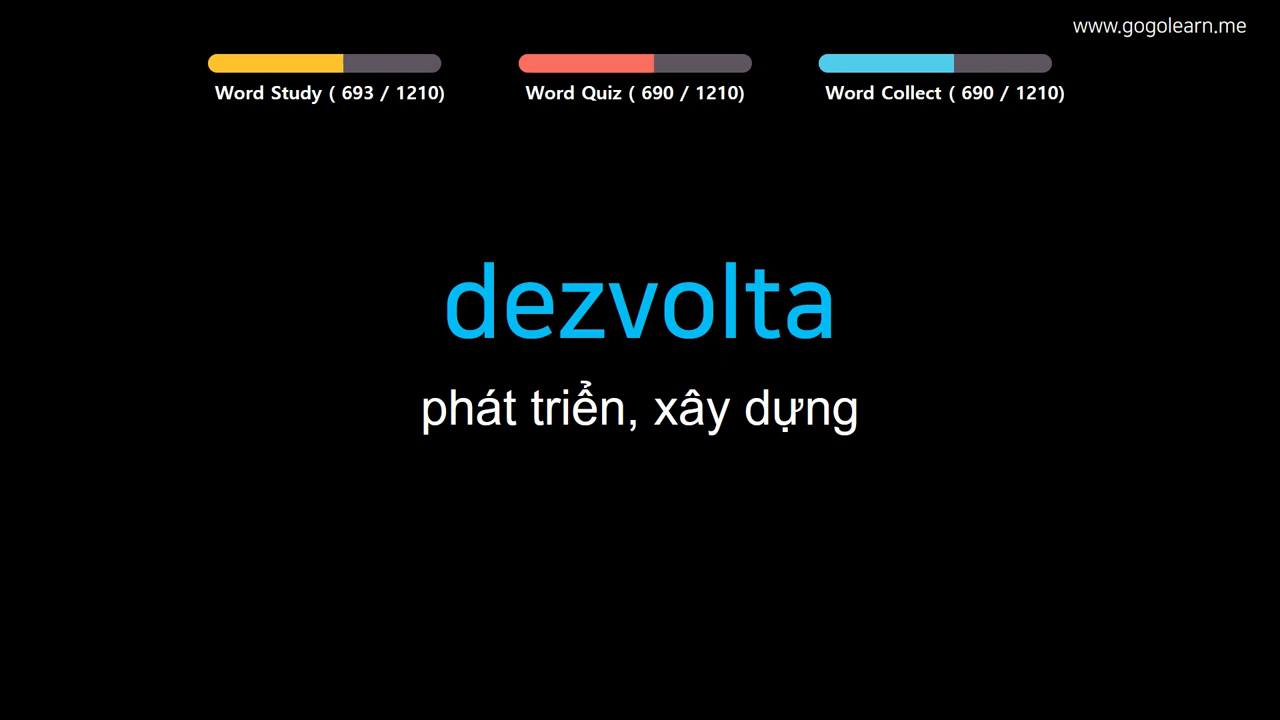 www.gogolearn.me
Word Study ( 693 / 1210)
Word Quiz ( 690 / 1210)
Word Collect ( 690 / 1210)
dezvolta
phát triển, xây dựng